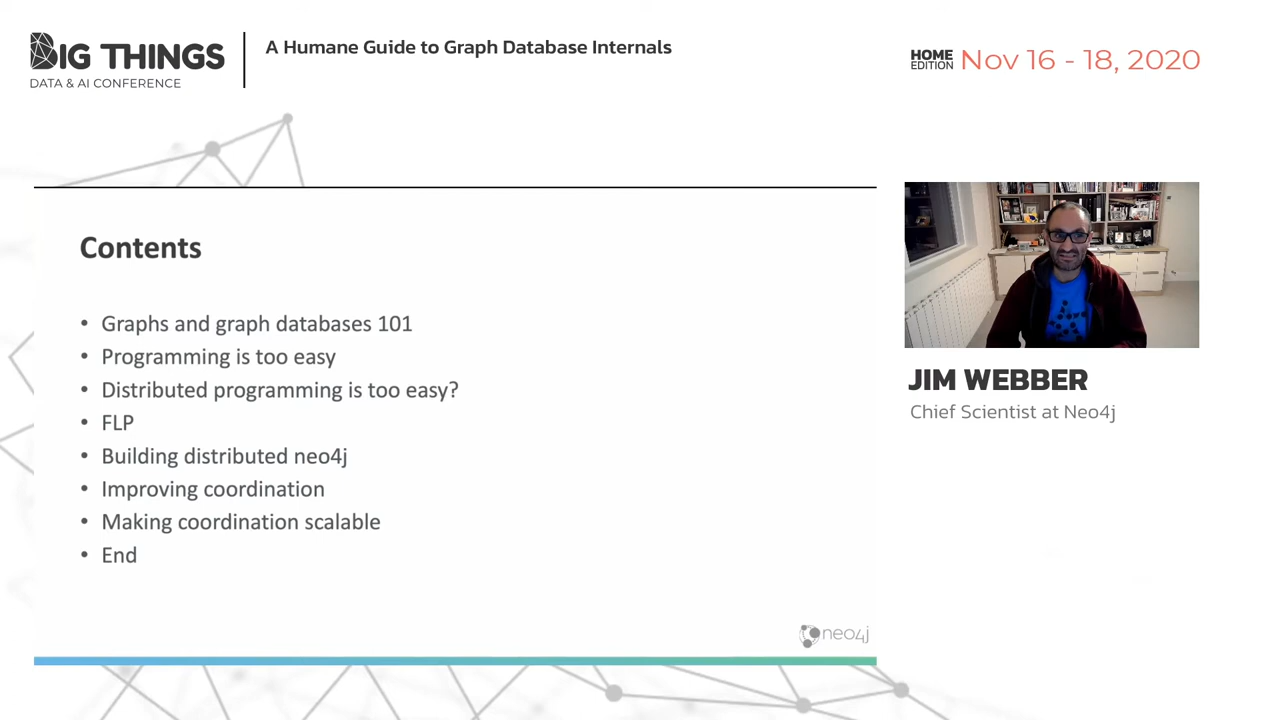 BIG THINGS
DATA & AI CONFERENCE
A Humane Guide to Graph Database Internals
HOME
EDITION
Nov 16 - 18, 2020
Contents
• Graphs and graph databases 101
• Programming is too easy
• Distributed programming is too easy?
• FLP
• Building distributed neo4j
• Improving coordination
• Making coordination scalable
• End
neo4j
JIM WEBBER
Chief Scientist at Neo4j